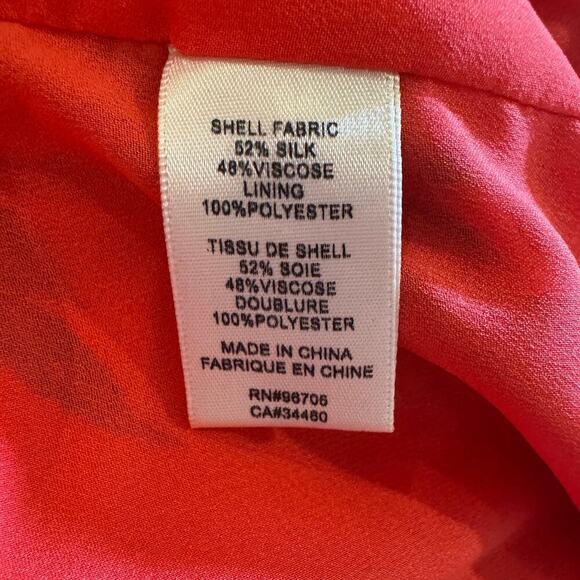 SHELL FABRIC
52% SILK
48%VISCOSE
LINING
100%POLYESTER
TISSU DE SHELL
52% SOIE
48%VISCOSE
DOUBLURE
100%POLYESTER
MADE IN CHINA
FABRIQUE EN CHINE
RN#96706
CA#34460